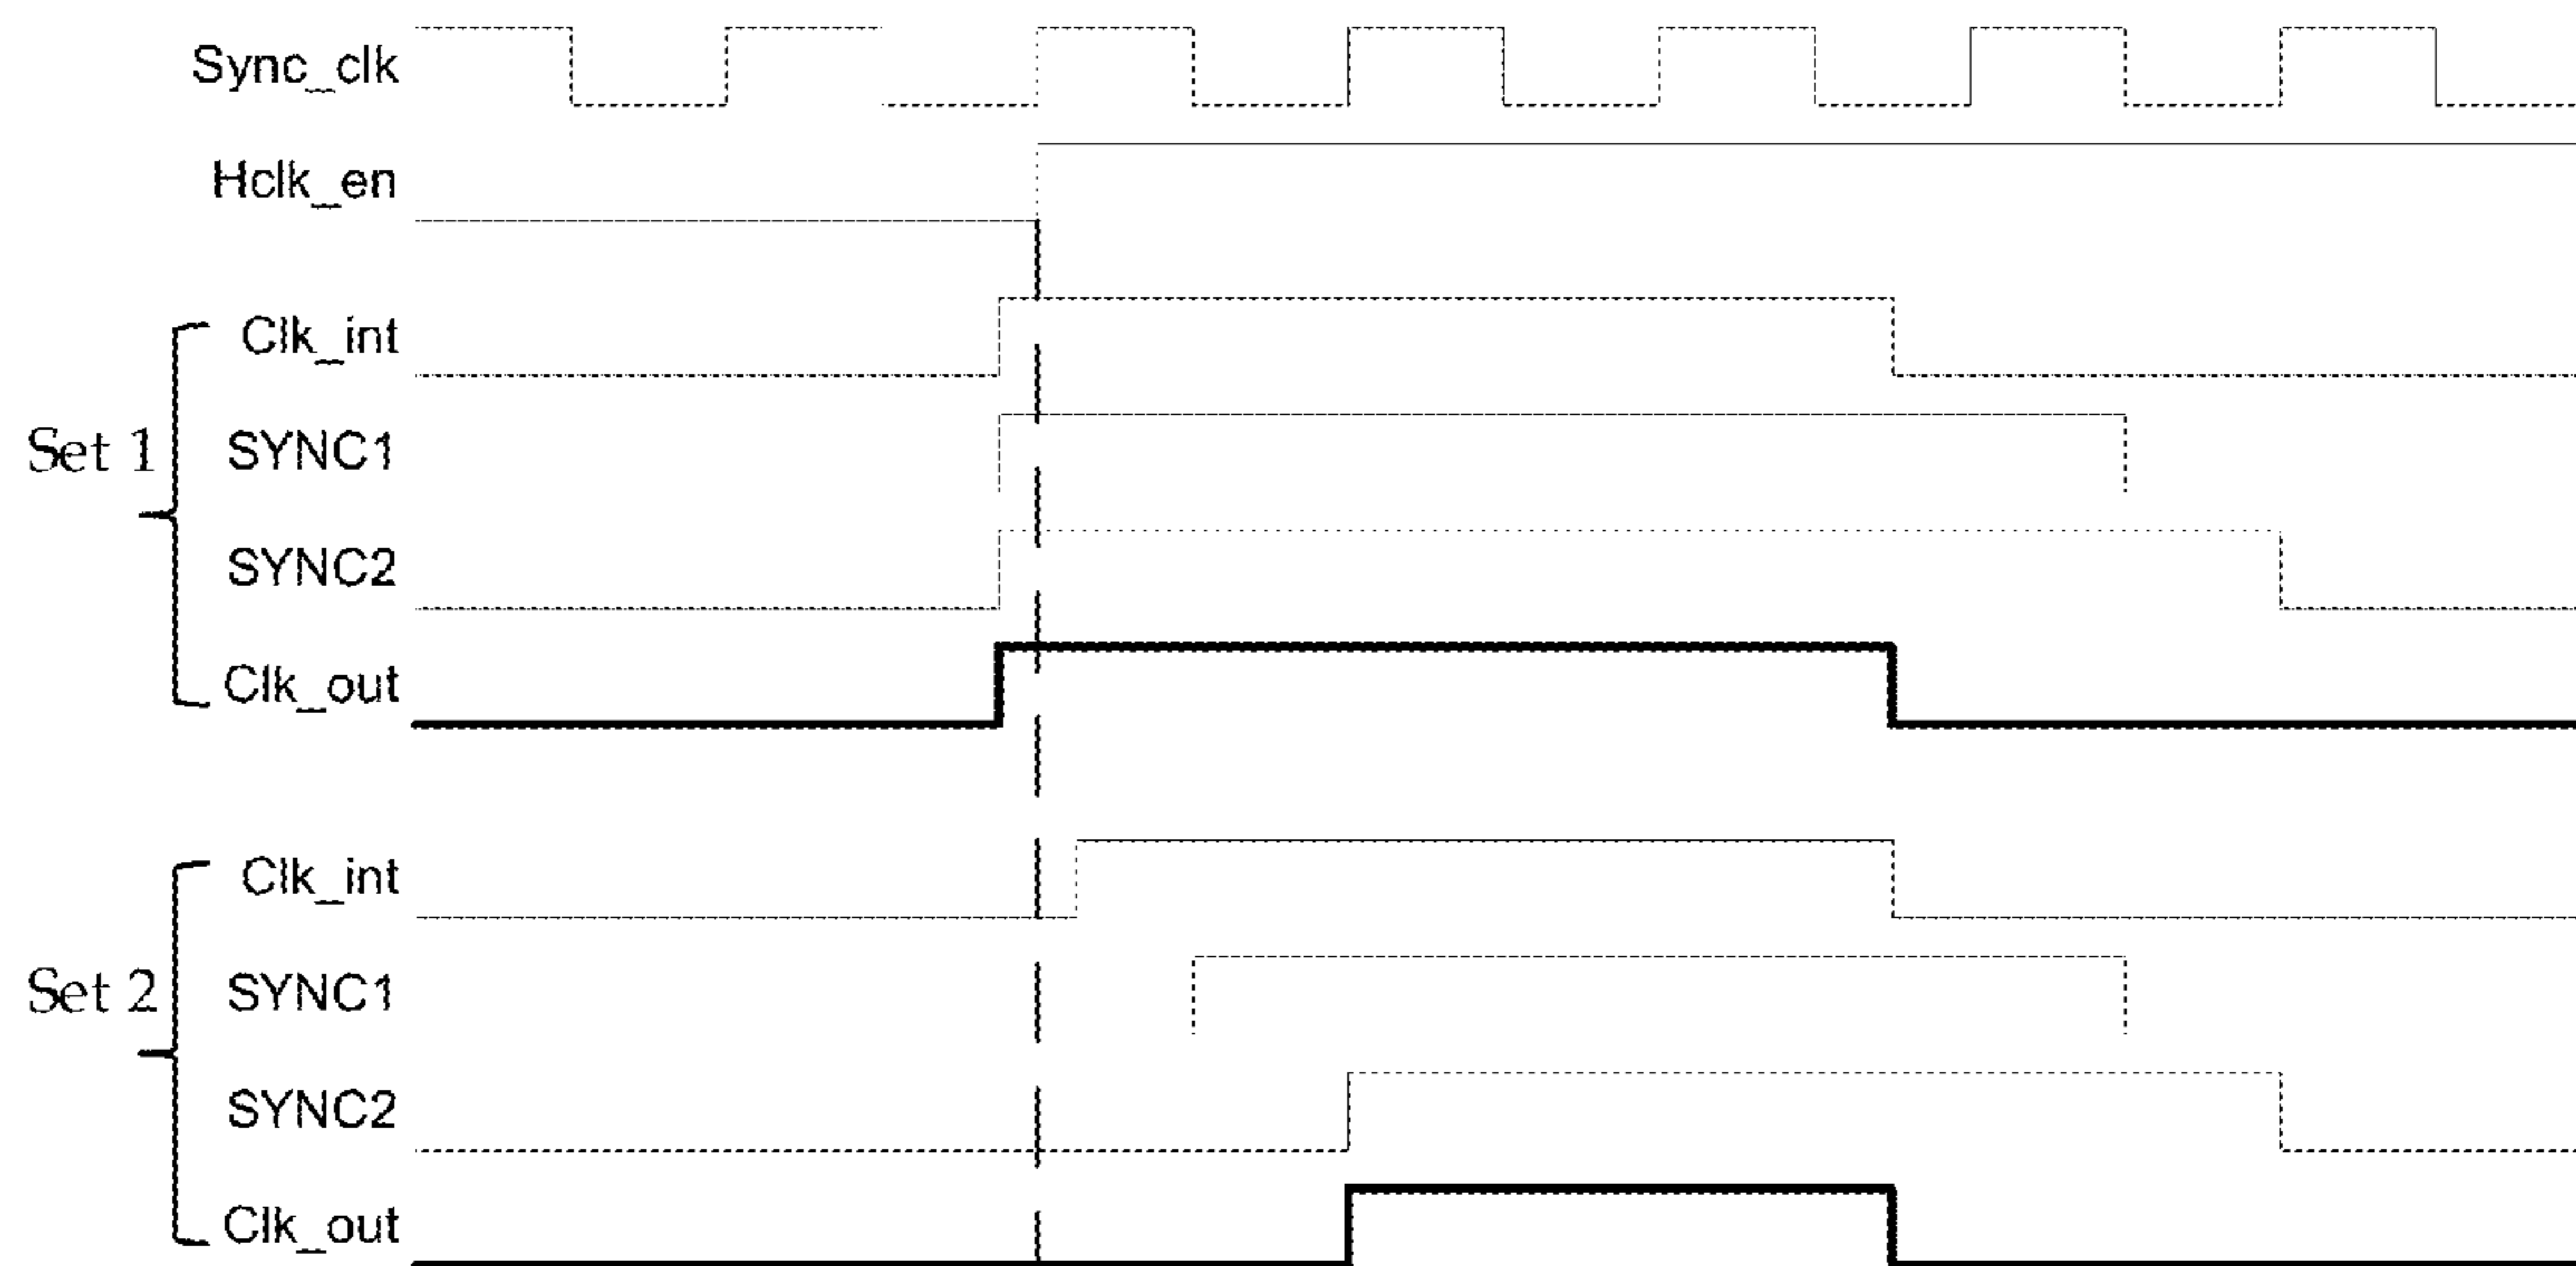 Sync_clk
Hclk_en
Set 1
Clk_int
SYNC1
SYNC2
Clk_out
Set 2
Clk_int
SYNC1
SYNC2
Clk_out